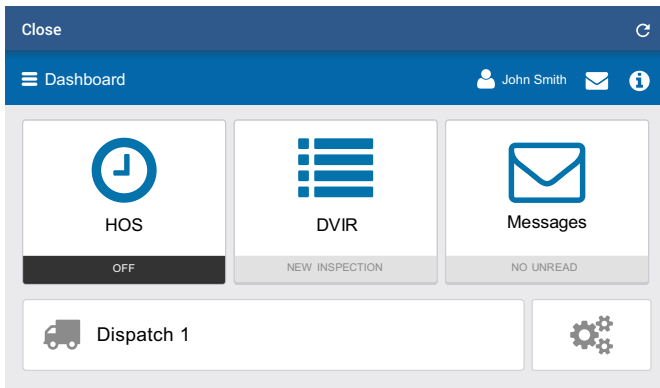 Close
Dashboard
John Smith
HOS
DVIR
Messages
OFF
NEW INSPECTION
NO UNREAD
Dispatch 1